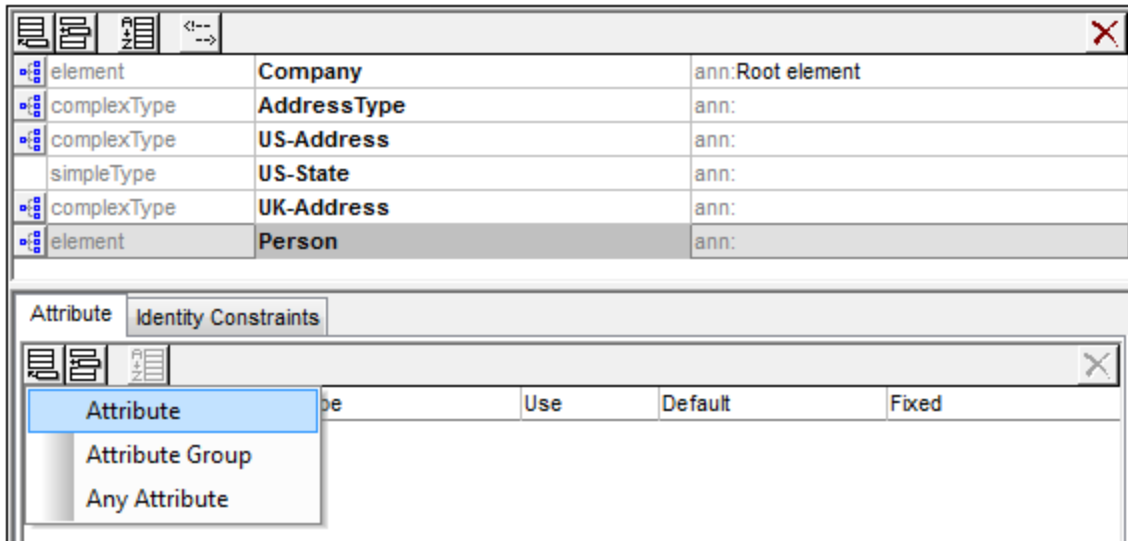 element Company ann:Root element
complexType AddressType ann:
complexType US-Address ann:
simpleType US-State ann:
complexType UK-Address ann:
element Person ann:
Attribute Identity Constraints
pe Use Default Fixed
Attribute
Attribute Group
Any Attribute